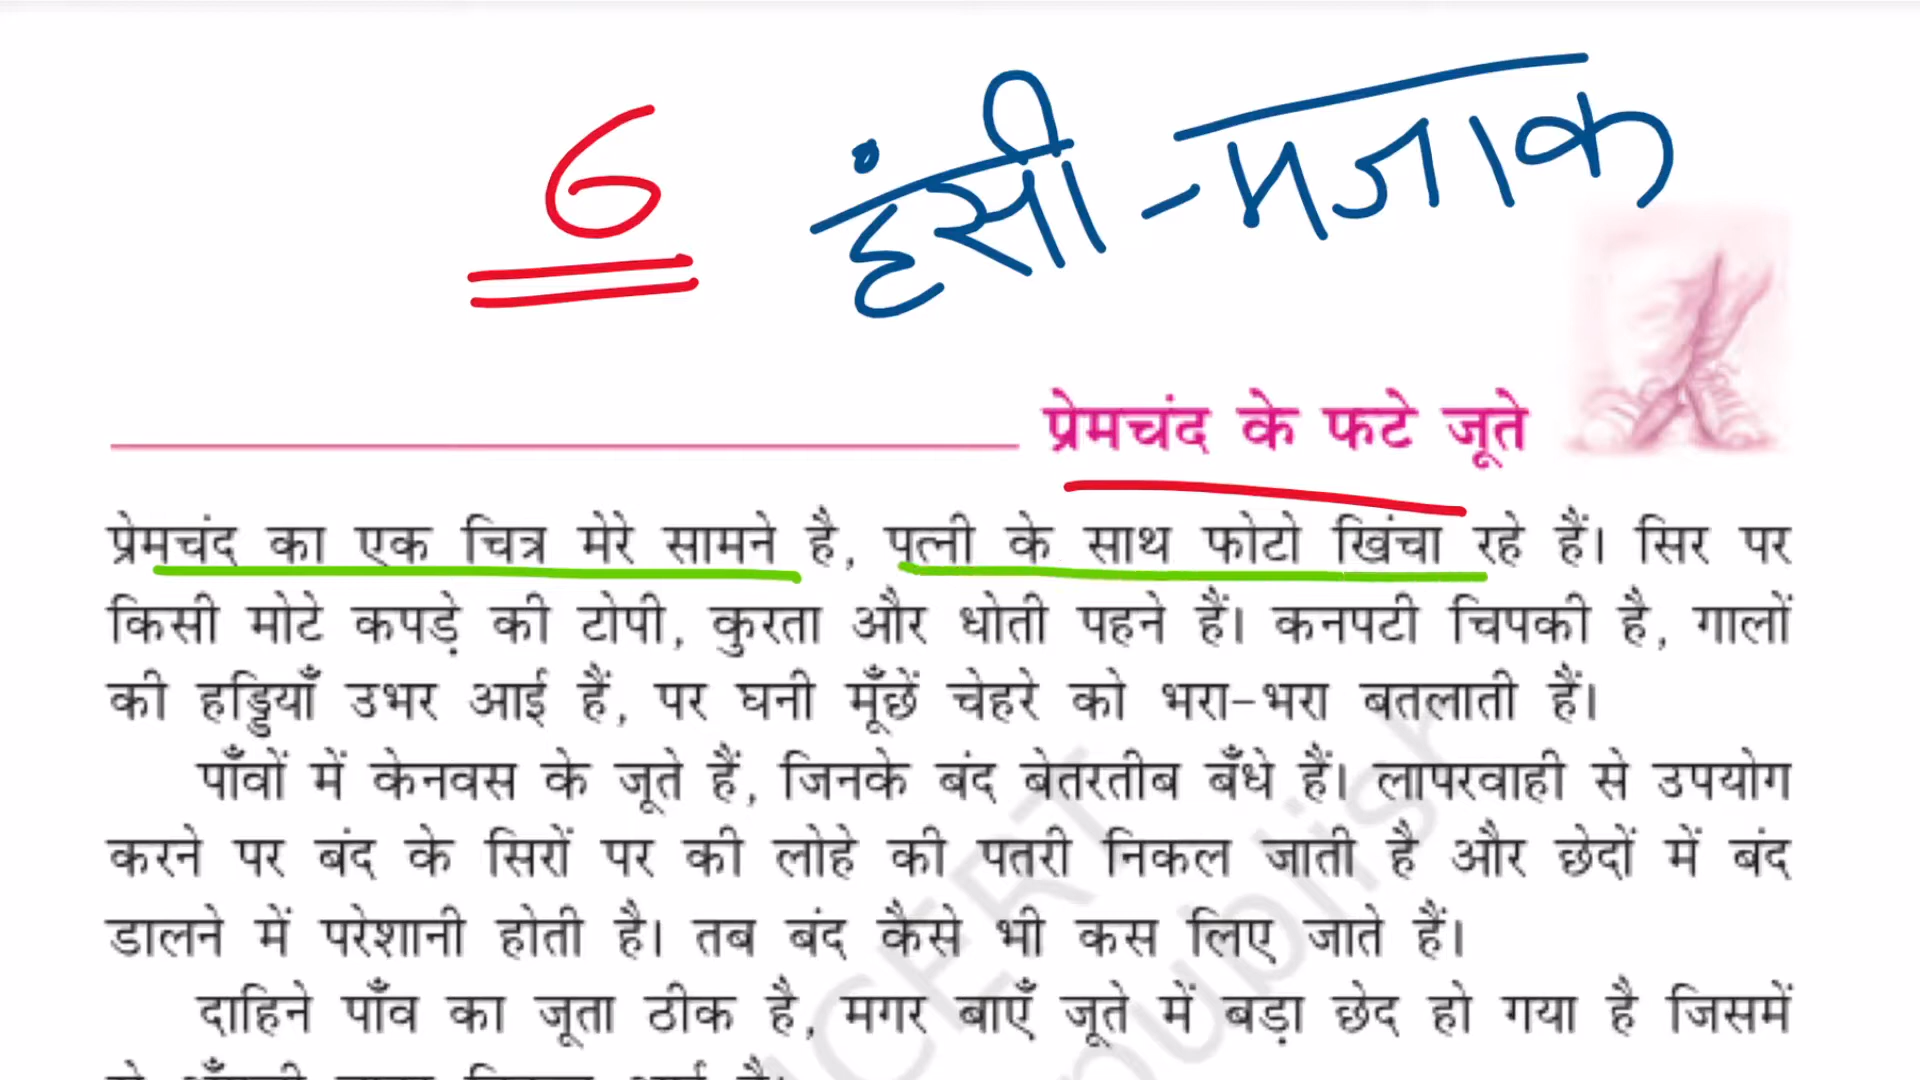 6 हंसी-मजाक
प्रेमचंद के फटे जूते
प्रेमचंद का एक चित्र मेरे सामने है, पत्नी के साथ फोटो खिंचा रहे हैं। सिर पर
किसी मोटे कपड़े की टोपी, कुरता और धोती पहने हैं। कनपटी चिपकी है, गालों
की हड्डियाँ उभर आई हैं, पर घनी मूँछें चेहरे को भरा-भरा बतलाती हैं।
पाँवों में केनवस के जूते हैं, जिनके बंद बेतरतीब बँधे हैं। लापरवाही से उपयोग
करने पर बंद के सिरों पर की लोहे की पतरी निकल जाती है और छेदों में बंद
डालने में परेशानी होती है। तब बंद कैसे भी कस लिए जाते हैं।
दाहिने पाँव का जूता ठीक है, मगर बाएँ जूते में बड़ा छेद हो गया है जिसमें